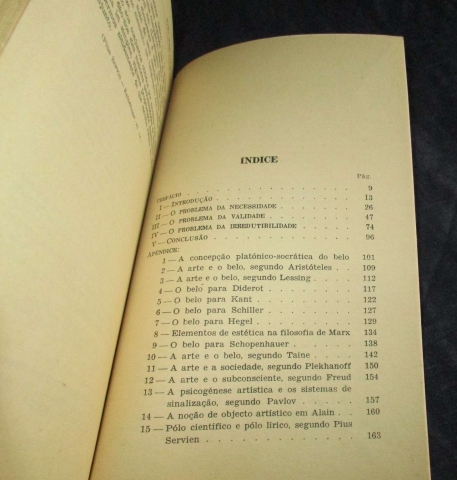 INDICE
Pág.
PREFÁCIO . . . . . . . . . . . . . 9
I — INTRODUÇÃO . . . . . . . . . . 13
II — O PROBLEMA DA NECESSIDADE . . . . 26
III — O PROBLEMA DA VALIDADE . . . . . 47
IV — O PROBLEMA DA IRREDUTIBILIDADE . . . 74
V — CONCLUSÃO . . . . . . . . . . 96
APÊNDICE:
1 — A concepção platónico-socrática do belo 101
2 — A arte e o belo, segundo Aristóteles . 109
3 — A arte e o belo, segundo Lessing . . 112
4 — O belo para Diderot . . . . . 117
5 — O belo para Kant . . . . . . 122
6 — O belo para Schiller . . . . . 127
7 — O belo para Hegel . . . . . . 129
8 — Elementos de estética na filosofia de Marx 134
9 — O belo para Schopenhauer . . . . 138
10 — A arte e o belo, segundo Taine . . 142
11 — A arte e a sociedade, segundo Plekhanoff 150
12 — A arte e o subconsciente, segundo Freud 154
13 — A psicogénese artística e os sistemas de
sinalização, segundo Pavlov . . . . 157
14 — A noção de objecto artístico em Alain . . 160
15 — Pólo científico e pólo lírico, segundo Pius
Servien . . . . . . . . . . 163